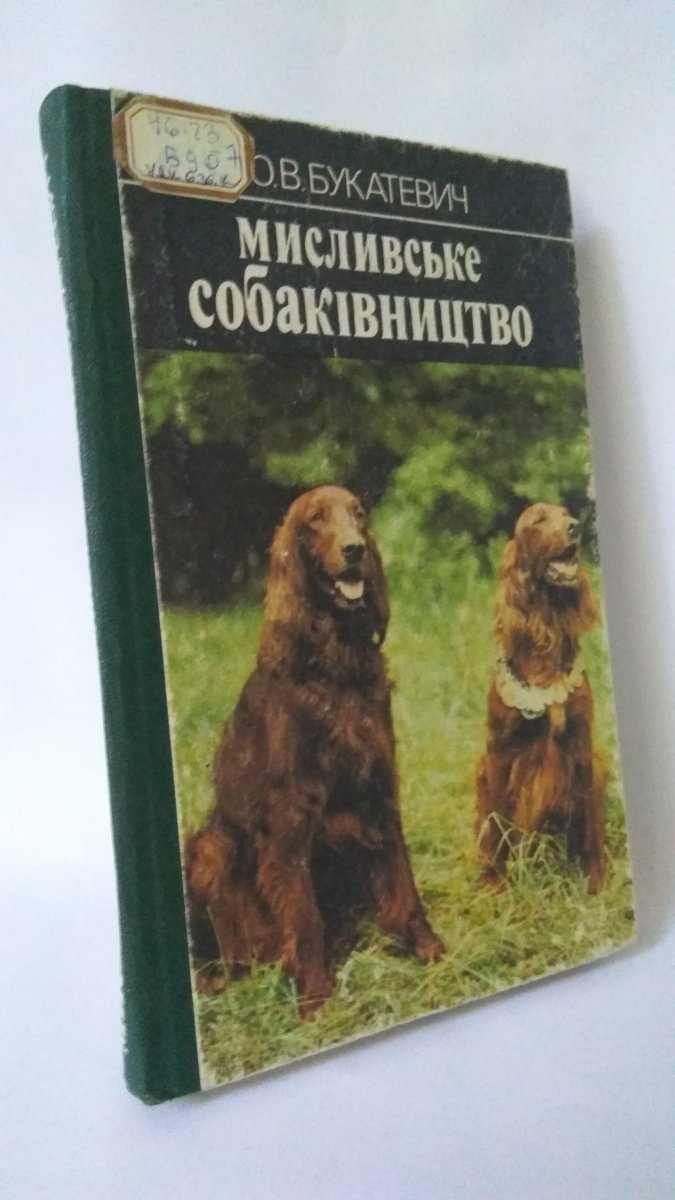 46.73
В907
О.В.БУКАТЕВИЧ
МИСЛИВСЬКЕ
СОБАКІВНИЦТВО